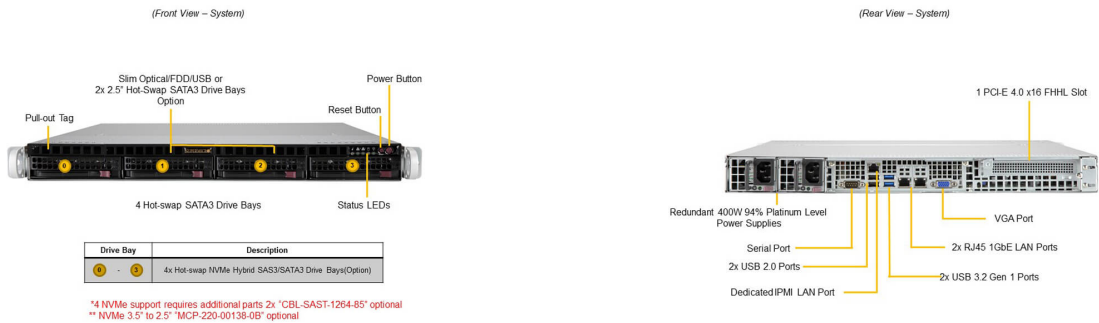 (Front View – System)
Slim Optical/FDD/USB or
2x 2.5" Hot-Swap SATA3 Drive Bays
Option
Power Button
Reset Button
Pull-out Tag
0
1
2
3
4 Hot-swap SATA3 Drive Bays
Status LEDs
Drive Bay
Description
0 - 3
4x Hot-swap NVMe Hybrid SAS3/SATA3 Drive Bays(Option)
*4 NVMe support requires additional parts 2x "CBL-SAST-1264-85" optional
** NVMe 3.5" to 2.5" "MCP-220-00138-0B" optional
(Rear View – System)
1 PCI-E 4.0 x16 FHHL Slot
Redundant 400W 94% Platinum Level
Power Supplies
VGA Port
Serial Port
2x RJ45 1GbE LAN Ports
2x USB 2.0 Ports
2x USB 3.2 Gen 1 Ports
Dedicated IPMI LAN Port